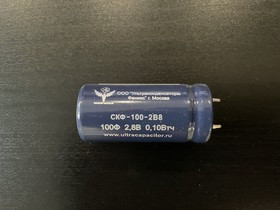 ООО "Ультраконденсаторы
Феникс" г. Москва
СКФ-100-2В8
100Ф 2,8В 0,10Втч
www.ultracapacitor.ru